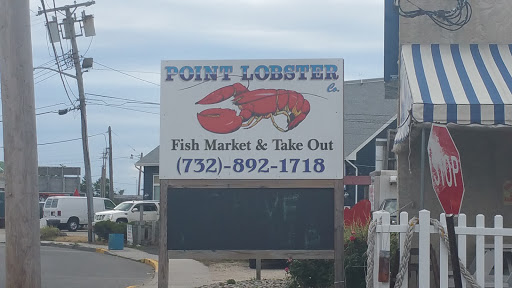 POINT LOBSTER
Co.
Fish Market & Take Out
(732)-892-1718
STOP